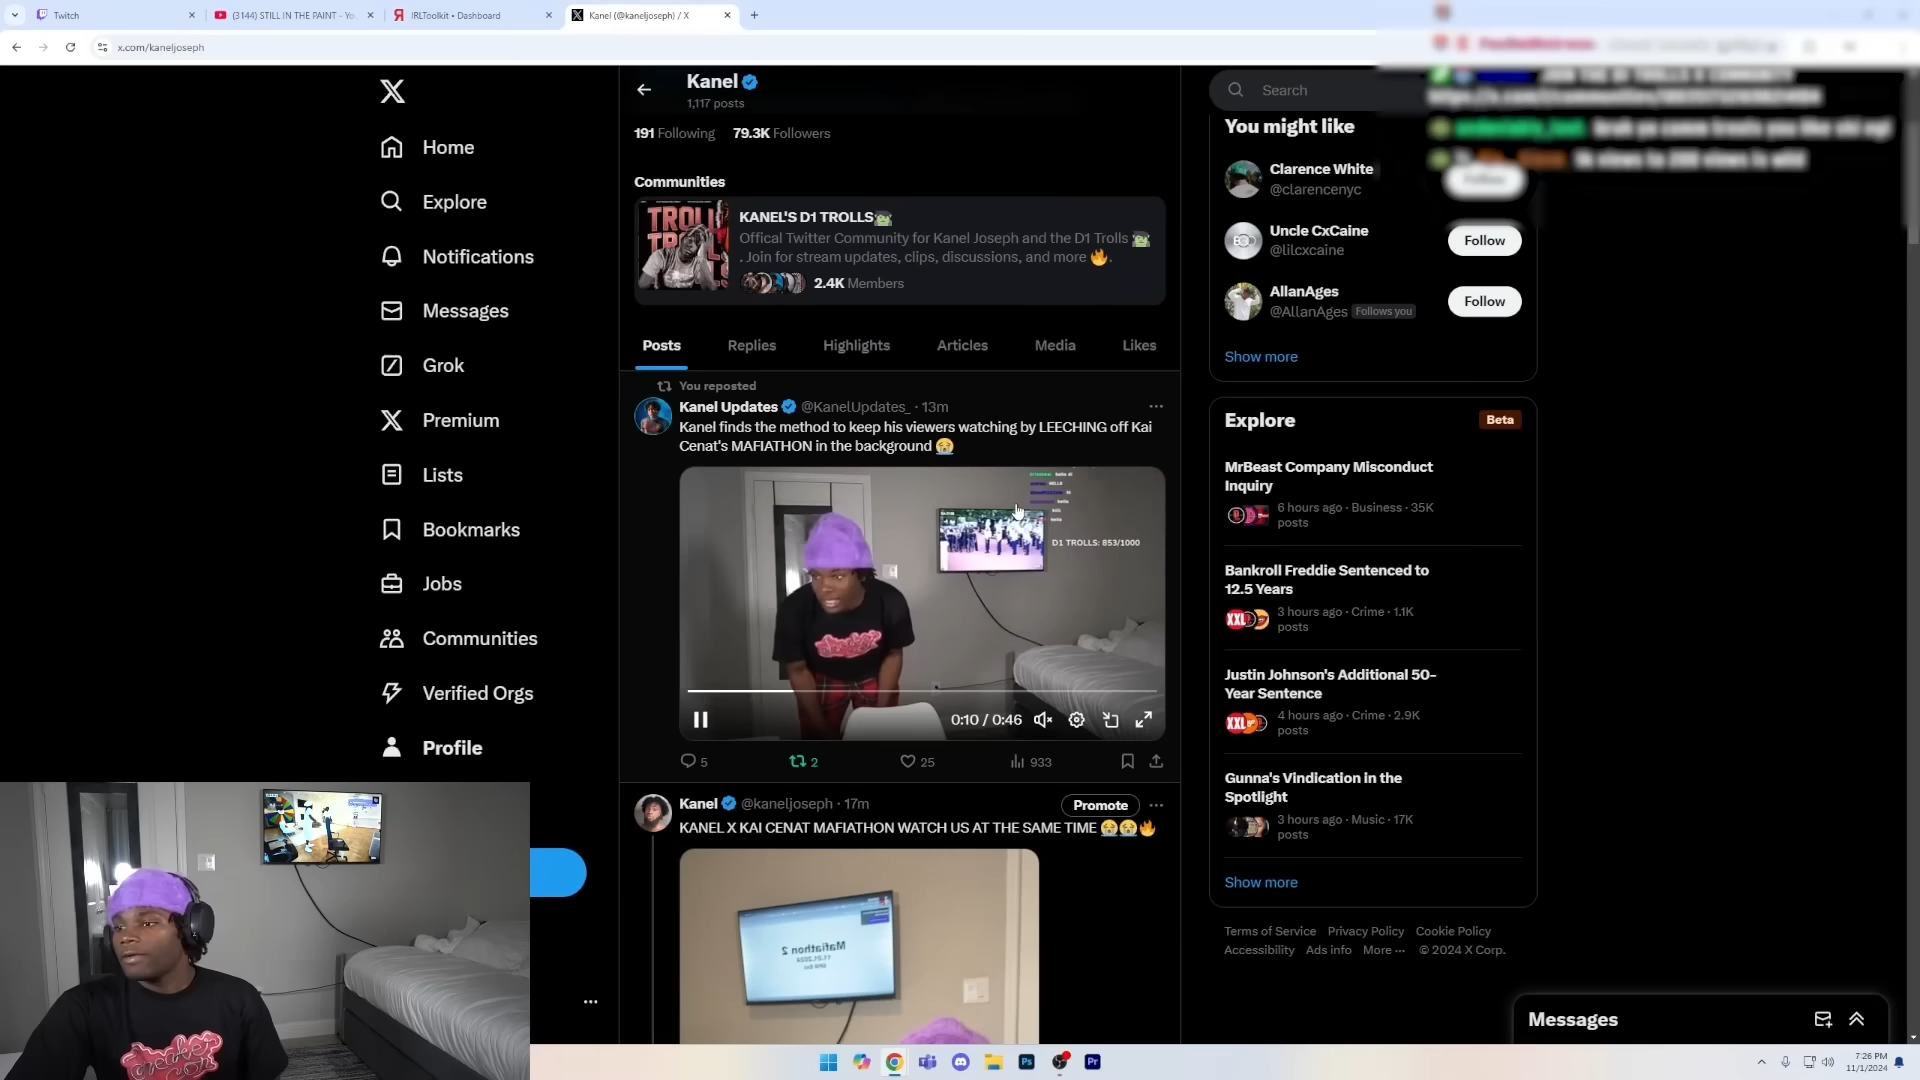 Twitch
(3144) STILL IN THE PAINT - Yo
IRLToolkit • Dashboard
Kanel (@kaneljoseph) / X
x.com/kaneljoseph
Home
Explore
Notifications
Messages
Grok
Premium
Lists
Bookmarks
Jobs
Communities
Verified Orgs
Profile
Kanel
1,117 posts
191 Following 79.3K Followers
Communities
TROLL
KANEL'S D1 TROLLS
Offical Twitter Community for Kanel Joseph and the D1 Trolls
. Join for stream updates, clips, discussions, and more 🔥.
2.4K Members
Posts Replies Highlights Articles Media Likes
You reposted
Kanel Updates @KanelUpdates_ · 13m
Kanel finds the method to keep his viewers watching by LEECHING off Kai
Cenat's MAFIATHON in the background 😭
D1 TROLLS: 853/1000
0:10 / 0:46
5 2 25 933
Kanel @kaneljoseph · 17m
Promote
KANEL X KAI CENAT MAFIATHON WATCH US AT THE SAME TIME 😭😭🔥
Mafiathon 2
11.01.2024
Search
You might like
Clarence White
@clarencenyc
Follow
Uncle CxCaine
@lilcxcaine
Follow
AllanAges
@AllanAges Follows you
Follow
Show more
Explore
Beta
MrBeast Company Misconduct
Inquiry
6 hours ago · Business · 35K
posts
Bankroll Freddie Sentenced to
12.5 Years
3 hours ago · Crime · 1.1K
posts
Justin Johnson's Additional 50-
Year Sentence
4 hours ago · Crime · 2.9K
posts
Gunna's Vindication in the
Spotlight
3 hours ago · Music · 17K
posts
Show more
Terms of Service Privacy Policy Cookie Policy
Accessibility Ads info More ··· © 2024 X Corp.
Messages
7:26 PM
11/1/2024